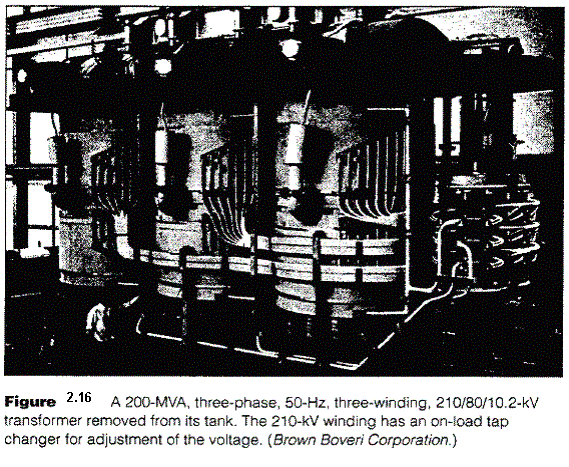 Figure 2.16 A 200-MVA, three-phase, 50-Hz, three-winding, 210/80/10.2-kV
transformer removed from its tank. The 210-kV winding has an on-load tap
changer for adjustment of the voltage. (Brown Boveri Corporation.)